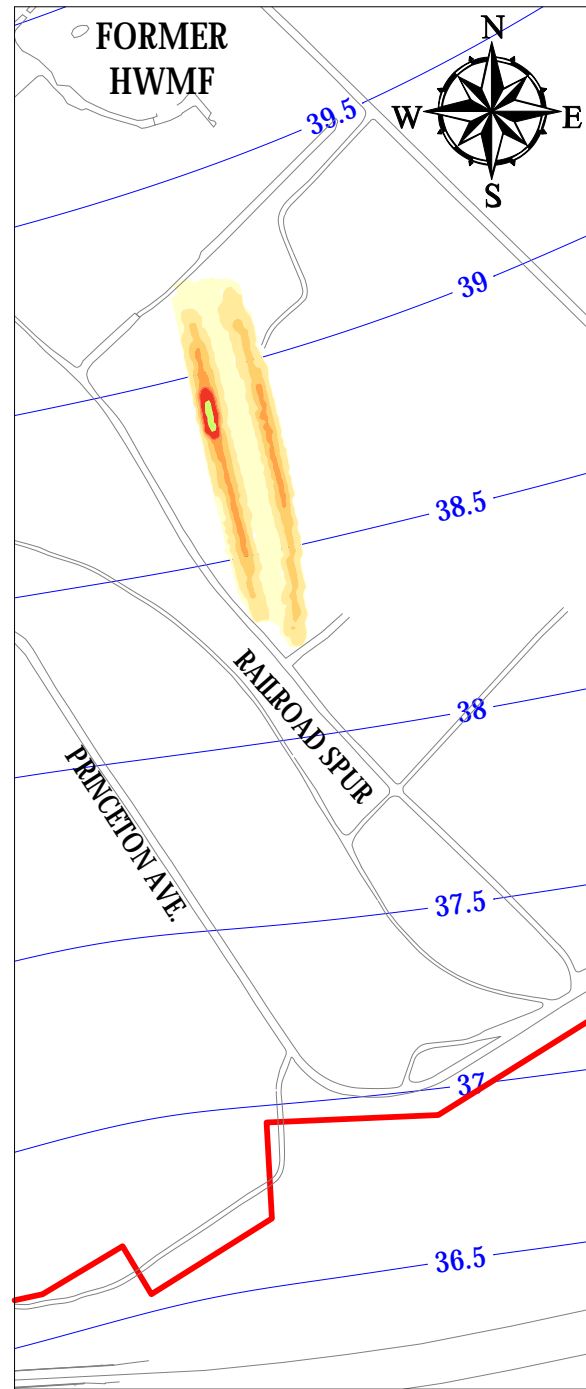 FORMER
HWMF
N
W
E
S
39.5
39
38.5
RAILROAD SPUR
38
PRINCETON AVE.
37.5
37
36.5